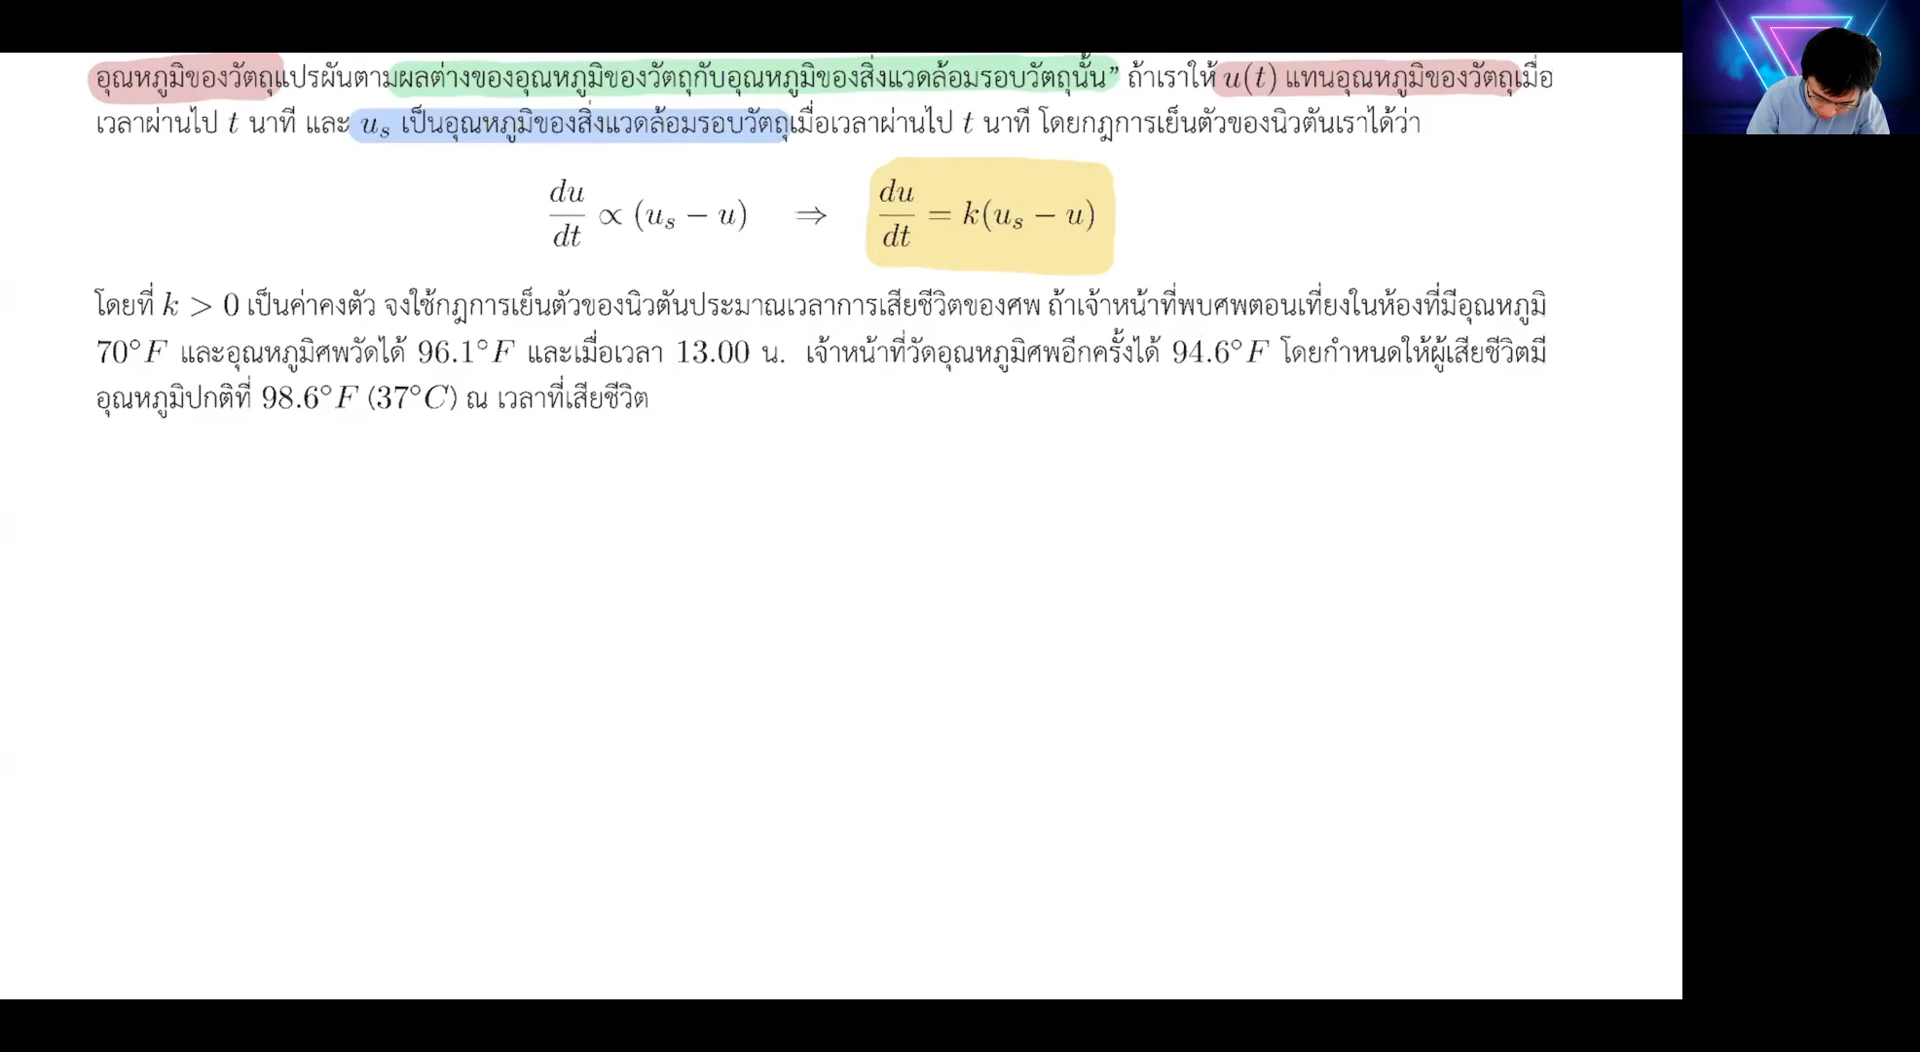 อุณหภูมิของวัตถุแปรผันตามผลต่างของอุณหภูมิของวัตถุกับอุณหภูมิของสิ่งแวดล้อมรอบวัตถุนั้น” ถ้าเราให้ u(t) แทนอุณหภูมิของวัตถุเมื่อ
เวลาผ่านไป t นาที และ u_s เป็นอุณหภูมิของสิ่งแวดล้อมรอบวัตถุเมื่อเวลาผ่านไป t นาที โดยกฎการเย็นตัวของนิวตันเราได้ว่า
du/dt ∝ (u_s − u) ⇒ du/dt = k(u_s − u)
โดยที่ k > 0 เป็นค่าคงตัว จงใช้กฎการเย็นตัวของนิวตันประมาณเวลาการเสียชีวิตของศพ ถ้าเจ้าหน้าที่พบศพตอนเที่ยงในห้องที่มีอุณหภูมิ
70°F และอุณหภูมิศพวัดได้ 96.1°F และเมื่อเวลา 13.00 น. เจ้าหน้าที่วัดอุณหภูมิศพอีกครั้งได้ 94.6°F โดยกำหนดให้ผู้เสียชีวิตมี
อุณหภูมิปกติที่ 98.6°F (37°C) ณ เวลาที่เสียชีวิต